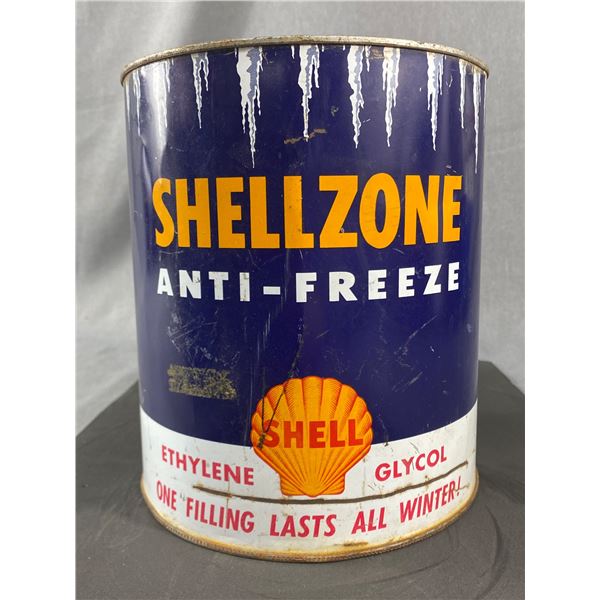 SHELLZONE
ANTI-FREEZE
SHELL
ETHYLENE GLYCOL
ONE FILLING LASTS ALL WINTER!